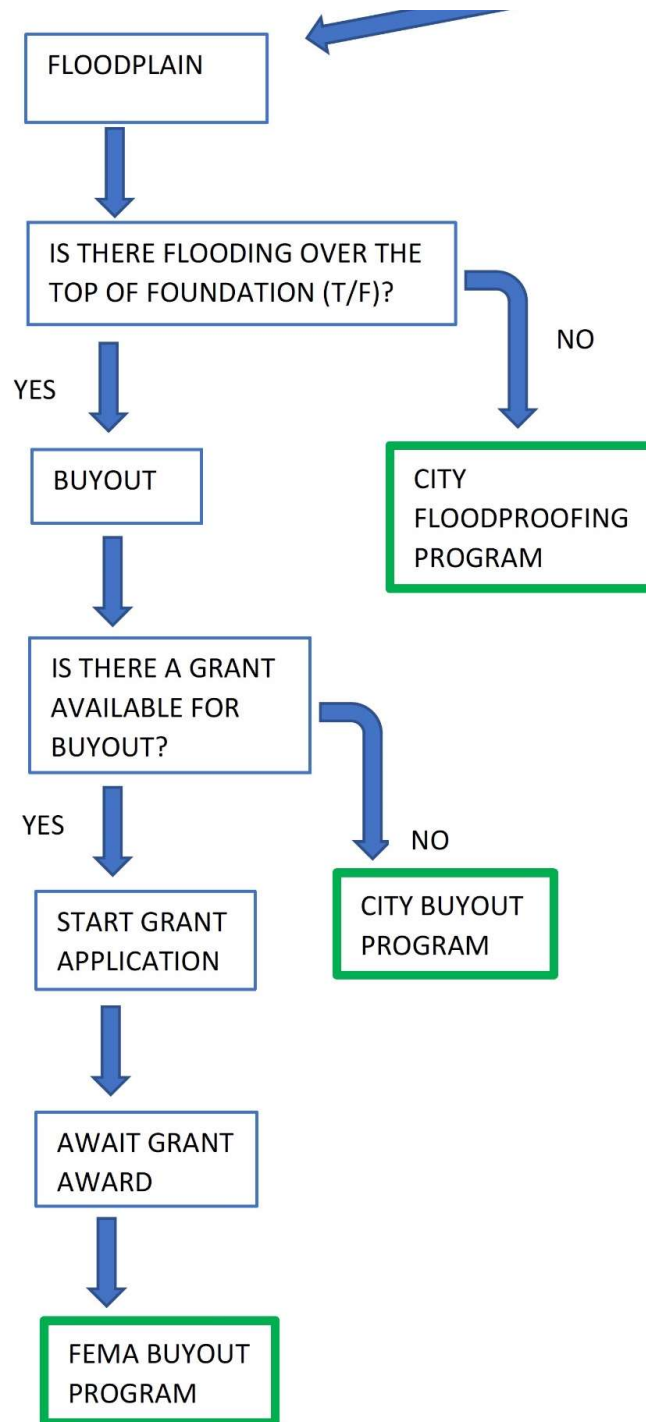 FLOODPLAIN
IS THERE FLOODING OVER THE
TOP OF FOUNDATION (T/F)?
NO
YES
BUYOUT
CITY
FLOODPROOFING
PROGRAM
IS THERE A GRANT
AVAILABLE FOR
BUYOUT?
YES
NO
START GRANT
APPLICATION
CITY BUYOUT
PROGRAM
AWAIT GRANT
AWARD
FEMA BUYOUT
PROGRAM